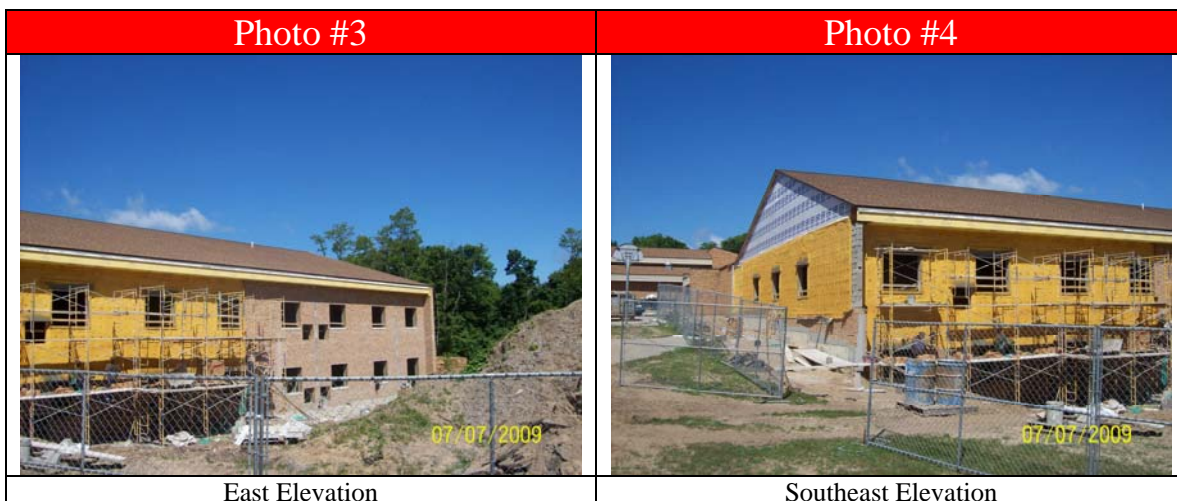 Photo #3
Photo #4
07/07/2009
07/07/2009
East Elevation
Southeast Elevation